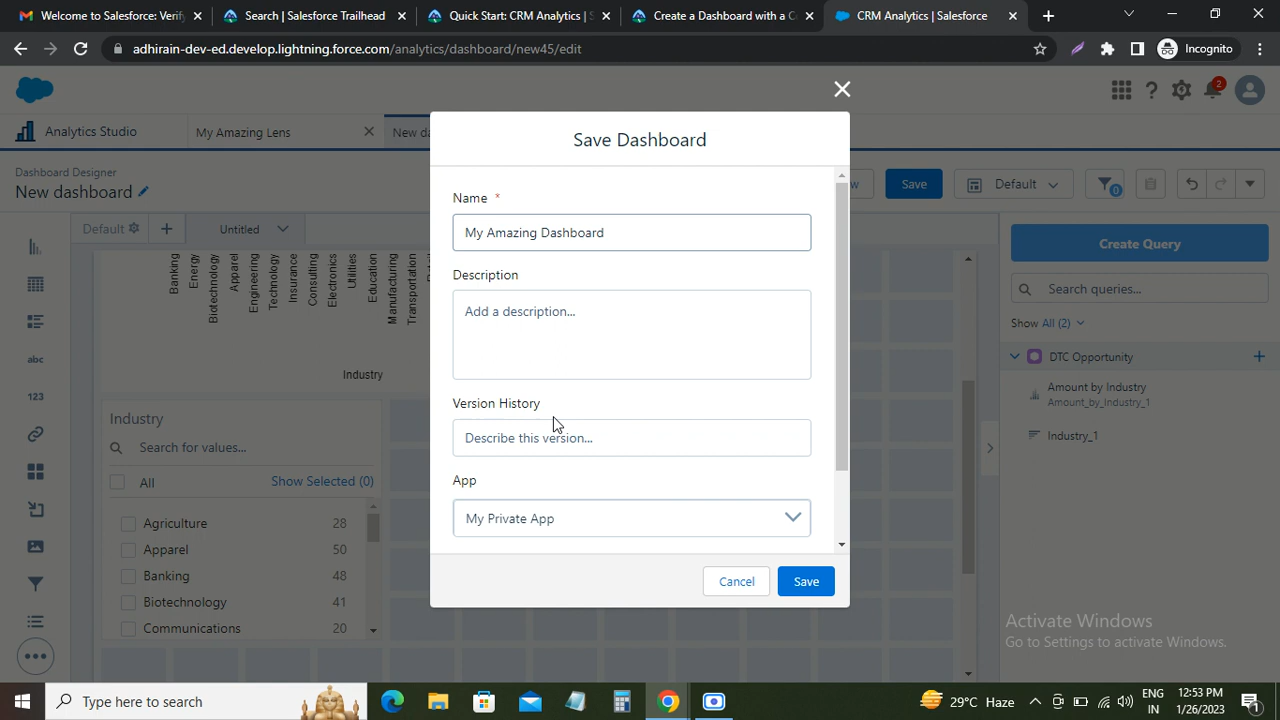 Welcome to Salesforce: Verif
Search | Salesforce Trailhead
Quick Start: CRM Analytics | S
Create a Dashboard with a C
CRM Analytics | Salesforce
adhirain-dev-ed.develop.lightning.force.com/analytics/dashboard/new45/edit
Incognito
2
Analytics Studio
My Amazing Lens
New da
Dashboard Designer
New dashboard
Save
Default
0
Default
Untitled
Banking
Energy
Biotechnology
Apparel
Engineering
Technology
Insurance
Consulting
Electronics
Utilities
Education
Manufacturing
Transportation
Industry
abc
123
Industry
Search for values...
All
Show Selected (0)
Agriculture 28
Apparel 50
Banking 48
Biotechnology 41
Communications 20
Save Dashboard
Name *
My Amazing Dashboard
Description
Add a description...
Version History
Describe this version...
App
My Private App
Cancel
Save
Create Query
Search queries...
Show All (2)
DTC Opportunity
Amount by Industry
Amount_by_Industry_1
Industry_1
Activate Windows
Go to Settings to activate Windows.
Type here to search
29°C Haze
ENG
IN
12:53 PM
1/26/2023
1